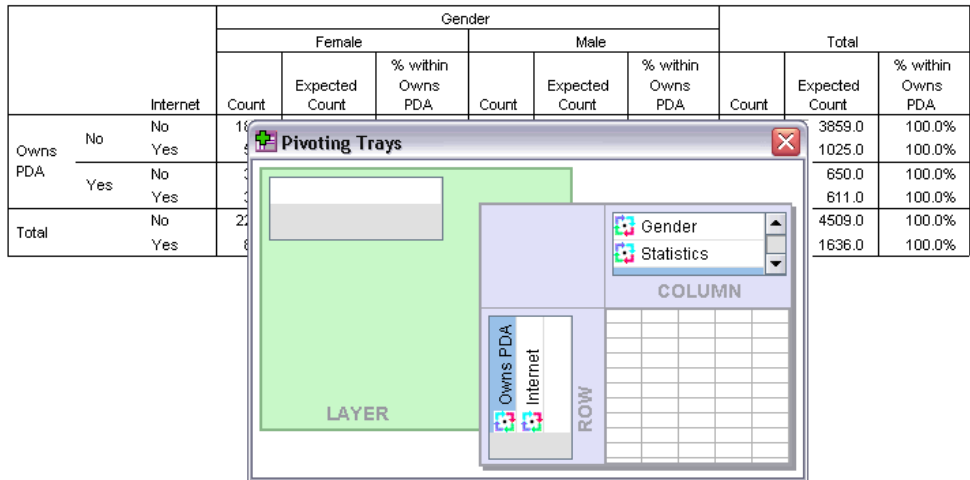 Gender
Female Male Total
Count Expected Count % within Owns PDA Count Expected Count % within Owns PDA Count Expected Count % within Owns PDA
Internet
Owns PDA No No 3859.0 100.0%
Yes 1025.0 100.0%
Yes No 650.0 100.0%
Yes 611.0 100.0%
Total No 4509.0 100.0%
Yes 1636.0 100.0%
Pivoting Trays
Gender
Statistics
COLUMN
Owns PDA
Internet
ROW
LAYER